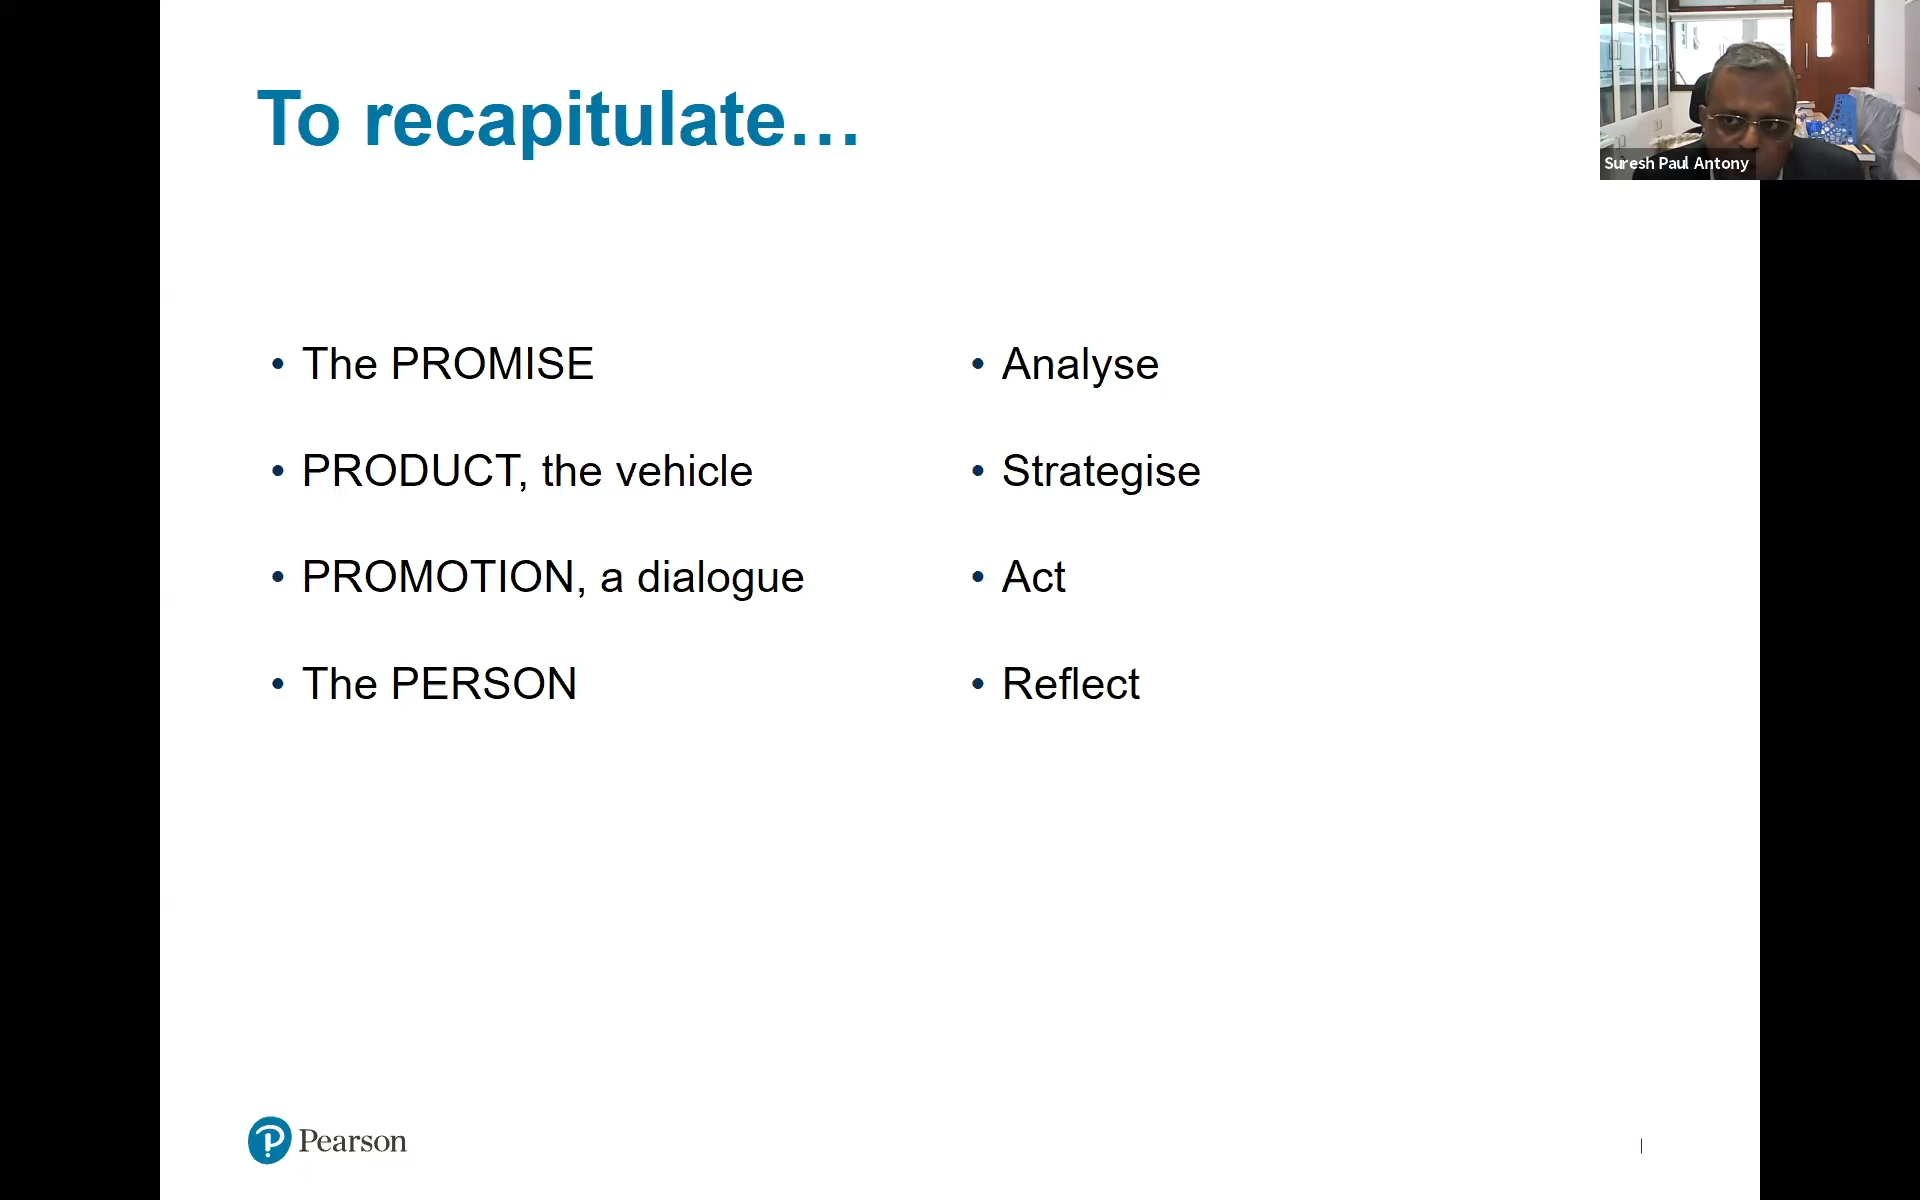 To recapitulate…
Suresh Paul Antony
• The PROMISE
• PRODUCT, the vehicle
• PROMOTION, a dialogue
• The PERSON
• Analyse
• Strategise
• Act
• Reflect
Pearson